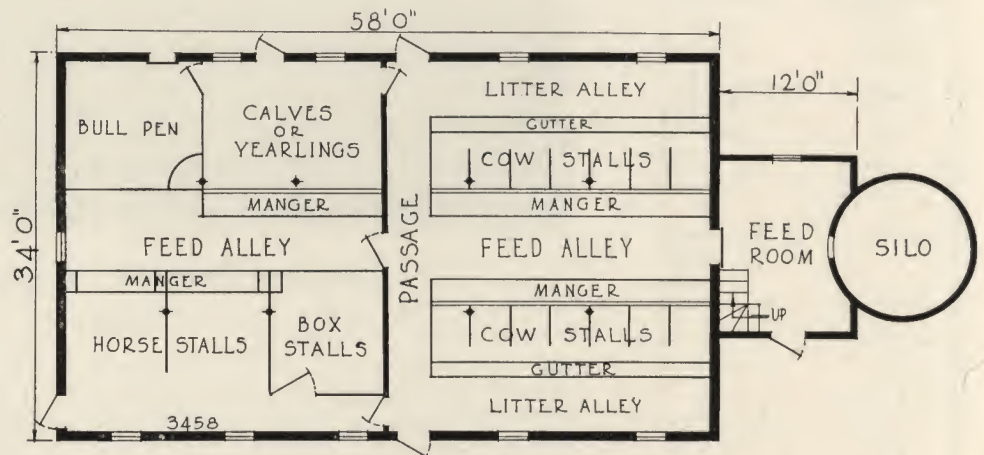 58'0"
12'0"
34'0"
BULL PEN
CALVES
OR
YEARLINGS
MANGER
FEED ALLEY
MANGER
HORSE STALLS
BOX
STALLS
3458
PASSAGE
LITTER ALLEY
GUTTER
COW STALLS
MANGER
FEED ALLEY
MANGER
COW STALLS
GUTTER
LITTER ALLEY
FEED
ROOM
UP
SILO